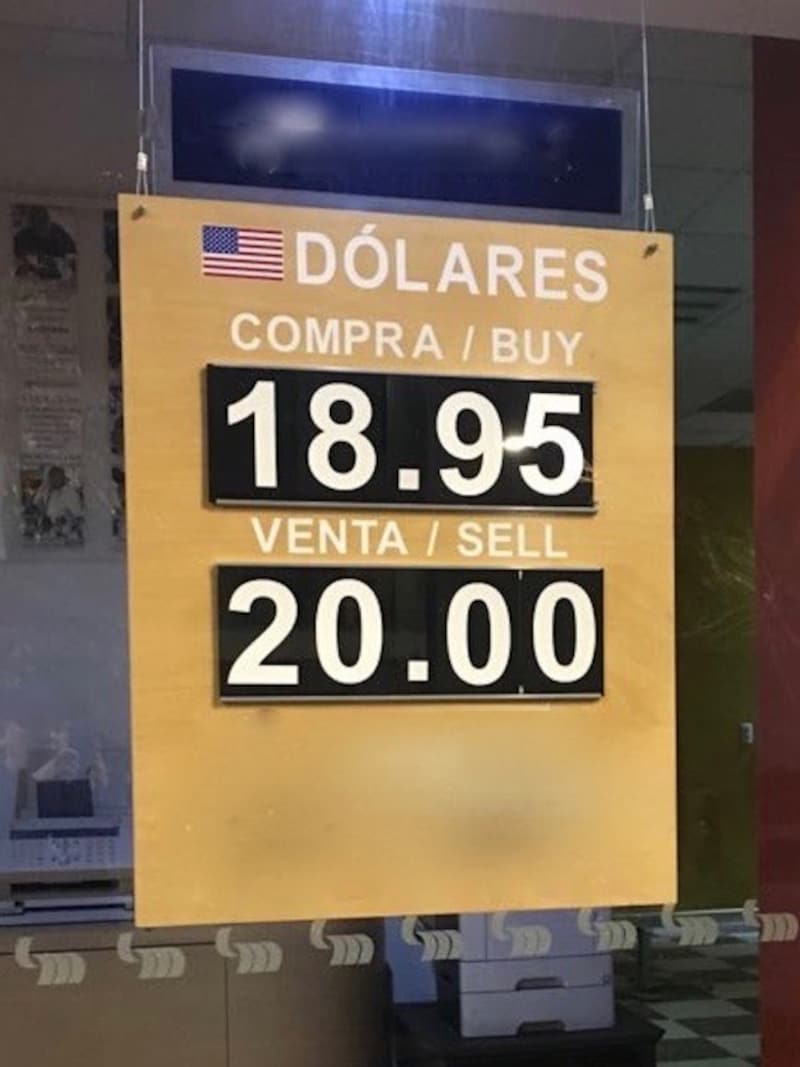 DÓLARES
COMPRA / BUY
18.95
VENTA / SELL
20.00